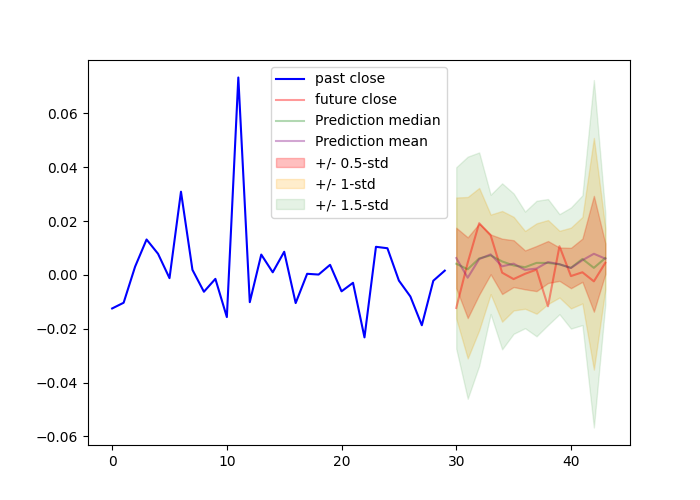 past close
future close
Prediction median
Prediction mean
+/- 0.5-std
+/- 1-std
+/- 1.5-std
0.06
0.04
0.02
0.00
−0.02
−0.04
−0.06
0 10 20 30 40